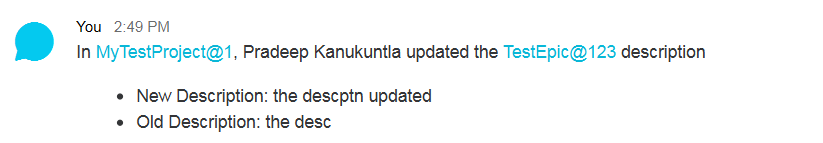 You 2:49 PM
In MyTestProject@1, Pradeep Kanukuntla updated the TestEpic@123 description
• New Description: the descptn updated
• Old Description: the desc